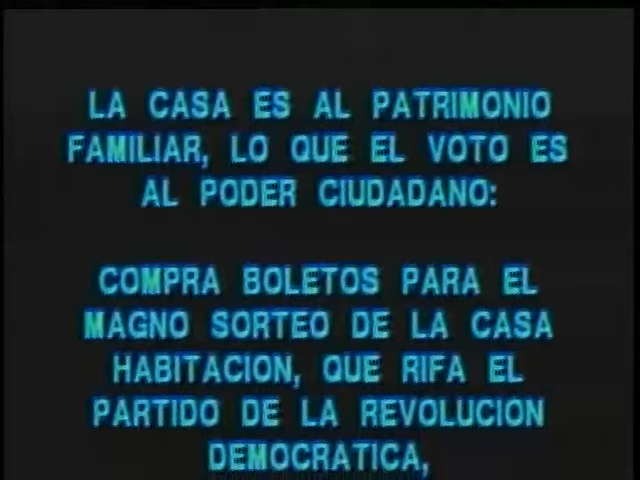 LA CASA ES AL PATRIMONIO
FAMILIAR, LO QUE EL VOTO ES
AL PODER CIUDADANO:
COMPRA BOLETOS PARA EL
MAGNO SORTEO DE LA CASA
HABITACION, QUE RIFA EL
PARTIDO DE LA REVOLUCION
DEMOCRATICA,